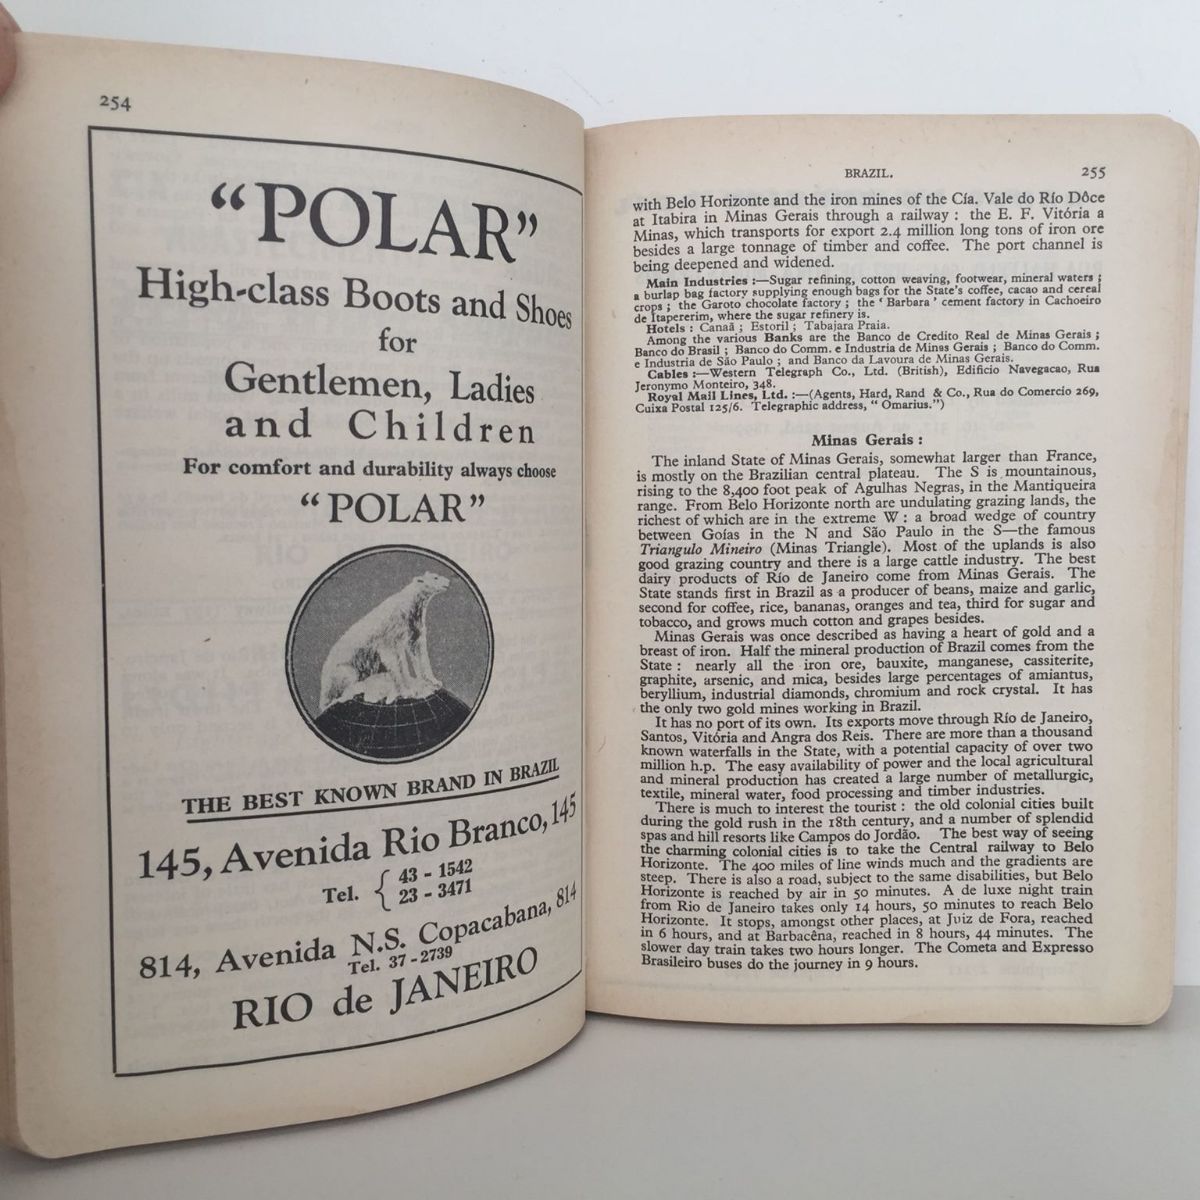 254
"POLAR"
High-class Boots and Shoes
for
Gentlemen, Ladies
and Children
For comfort and durability always choose
"POLAR"
THE BEST KNOWN BRAND IN BRAZIL
145, Avenida Rio Branco, 145
Tel. { 43 - 1542
23 - 3471
814, Avenida N.S. Copacabana, 814
Tel. 37-2739
RIO de JANEIRO
BRAZIL. 255
with Belo Horizonte and the iron mines of the Cía. Vale do Río Dôce
at Itabira in Minas Gerais through a railway : the E. F. Vitória a
Minas, which transports for export 2.4 million long tons of iron ore
besides a large tonnage of timber and coffee. The port channel is
being deepened and widened.
Main Industries :—Sugar refining, cotton weaving, footwear, mineral waters ;
a burlap bag factory supplying enough bags for the State's coffee, cacao and cereal
crops ; the Garoto chocolate factory ; the ' Barbara ' cement factory in Cachoeiro
de Itapererim, where the sugar refinery is.
Hotels : Canaã ; Estoril ; Tabajara Praia.
Among the various Banks are the Banco de Credito Real de Minas Gerais ;
Banco do Brasil ; Banco do Comm. e Industria de Minas Gerais ; Banco do Comm.
e Industria de São Paulo ; and Banco da Lavoura de Minas Gerais.
Cables :—Western Telegraph Co., Ltd. (British), Edificio Navegacao, Rua
Jeronymo Monteiro, 348.
Royal Mail Lines, Ltd. :—(Agents, Hard, Rand & Co., Rua do Comercio 269,
Cuixa Postal 125/6. Telegraphic address, " Omarius.")
Minas Gerais :
The inland State of Minas Gerais, somewhat larger than France,
is mostly on the Brazilian central plateau. The S is mountainous,
rising to the 8,400 foot peak of Agulhas Negras, in the Mantiqueira
range. From Belo Horizonte north are undulating grazing lands, the
richest of which are in the extreme W : a broad wedge of country
between Goías in the N and São Paulo in the S—the famous
Triangulo Mineiro (Minas Triangle). Most of the uplands is also
good grazing country and there is a large cattle industry. The best
dairy products of Río de Janeiro come from Minas Gerais. The
State stands first in Brazil as a producer of beans, maize and garlic,
second for coffee, rice, bananas, oranges and tea, third for sugar and
tobacco, and grows much cotton and grapes besides.
Minas Gerais was once described as having a heart of gold and a
breast of iron. Half the mineral production of Brazil comes from the
State : nearly all the iron ore, bauxite, manganese, cassiterite,
graphite, arsenic, and mica, besides large percentages of amiantus,
beryllium, industrial diamonds, chromium and rock crystal. It has
the only two gold mines working in Brazil.
It has no port of its own. Its exports move through Río de Janeiro,
Santos, Vitória and Angra dos Reis. There are more than a thousand
known waterfalls in the State, with a potential capacity of over two
million h.p. The easy availability of power and the local agricultural
and mineral production has created a large number of metallurgic,
textile, mineral water, food processing and timber industries.
There is much to interest the tourist : the old colonial cities built
during the gold rush in the 18th century, and a number of splendid
spas and hill resorts like Campos do Jordão. The best way of seeing
the charming colonial cities is to take the Central railway to Belo
Horizonte. The 400 miles of line winds much and the gradients are
steep. There is also a road, subject to the same disabilities, but Belo
Horizonte is reached by air in 50 minutes. A de luxe night train
from Rio de Janeiro takes only 14 hours, 50 minutes to reach Belo
Horizonte. It stops, amongst other places, at Juiz de Fora, reached
in 6 hours, and at Barbacêna, reached in 8 hours, 44 minutes. The
slower day train takes two hours longer. The Cometa and Expresso
Brasileiro buses do the journey in 9 hours.